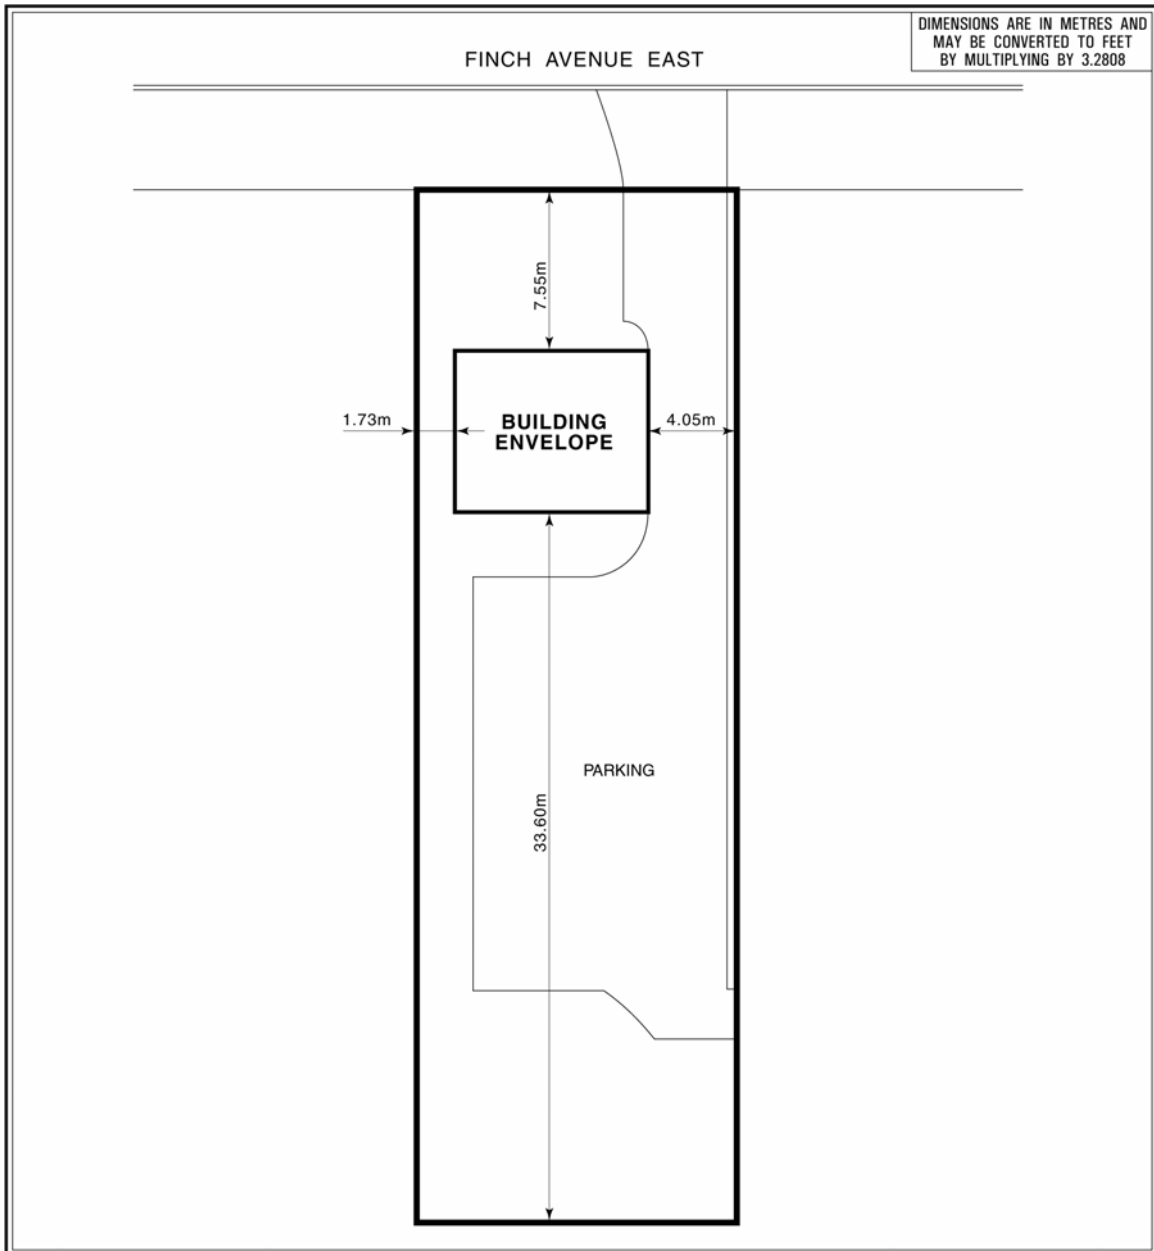 DIMENSIONS ARE IN METRES AND
MAY BE CONVERTED TO FEET
BY MULTIPLYING BY 3.2808
FINCH AVENUE EAST
7.55m
1.73m
BUILDING
ENVELOPE
4.05m
PARKING
33.60m